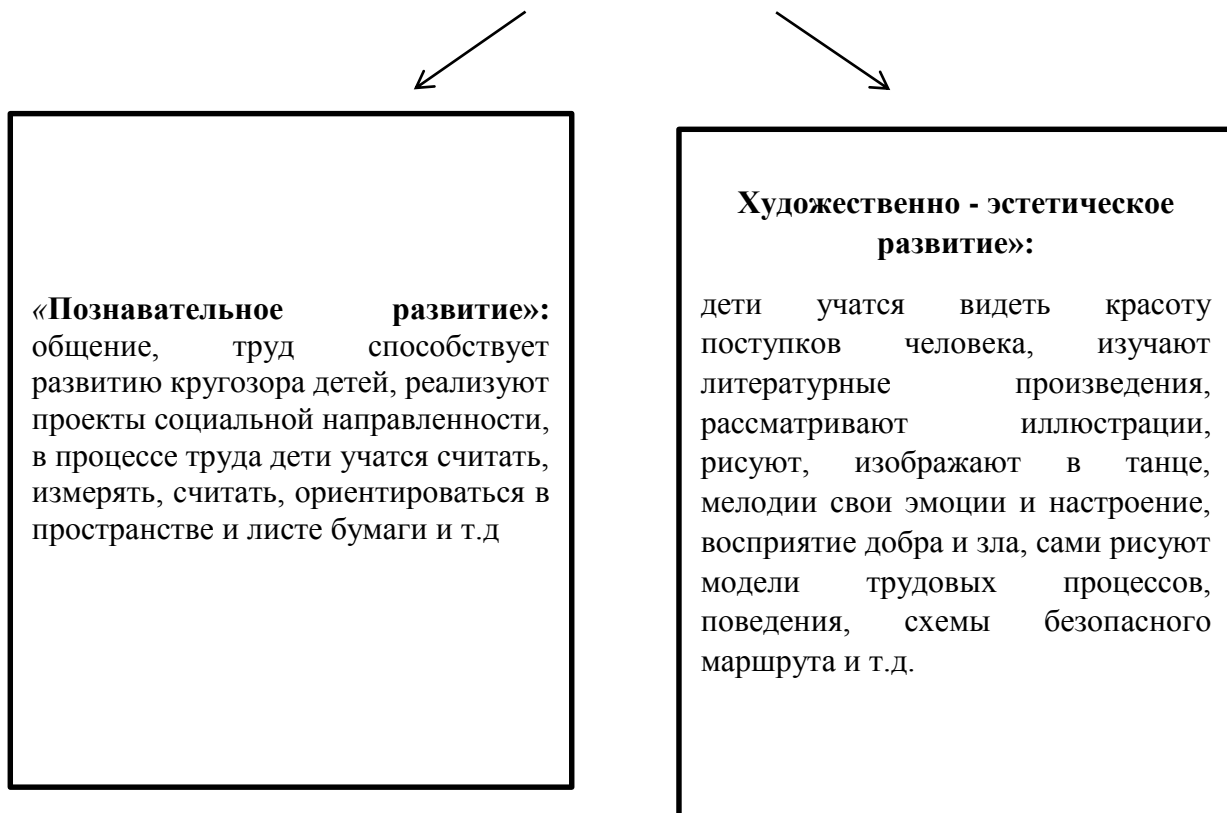 «Познавательное развитие»:
общение, труд способствует
развитию кругозора детей, реализуют
проекты социальной направленности,
в процессе труда дети учатся считать,
измерять, считать, ориентироваться в
пространстве и листе бумаги и т.д
Художественно - эстетическое
развитие»:
дети учатся видеть красоту
поступков человека, изучают
литературные произведения,
рассматривают иллюстрации,
рисуют, изображают в танце,
мелодии свои эмоции и настроение,
восприятие добра и зла, сами рисуют
модели трудовых процессов,
поведения, схемы безопасного
маршрута и т.д.